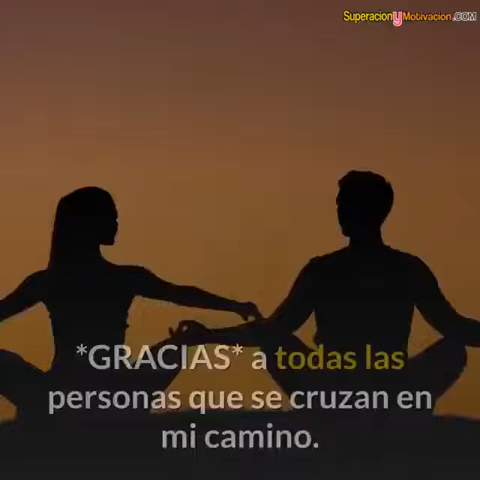 SuperacionYMotivacion.COM
*GRACIAS* a todas las
personas que se cruzan en
mi camino.